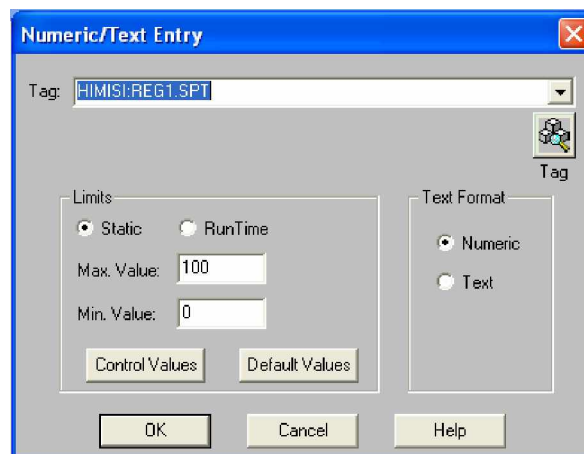 Numeric/Text Entry
Tag: HIMISI:REG1.SPT
Tag
Limits
Static RunTime
Max. Value: 100
Min. Value: 0
Control Values Default Values
Text Format
Numeric
Text
OK Cancel Help